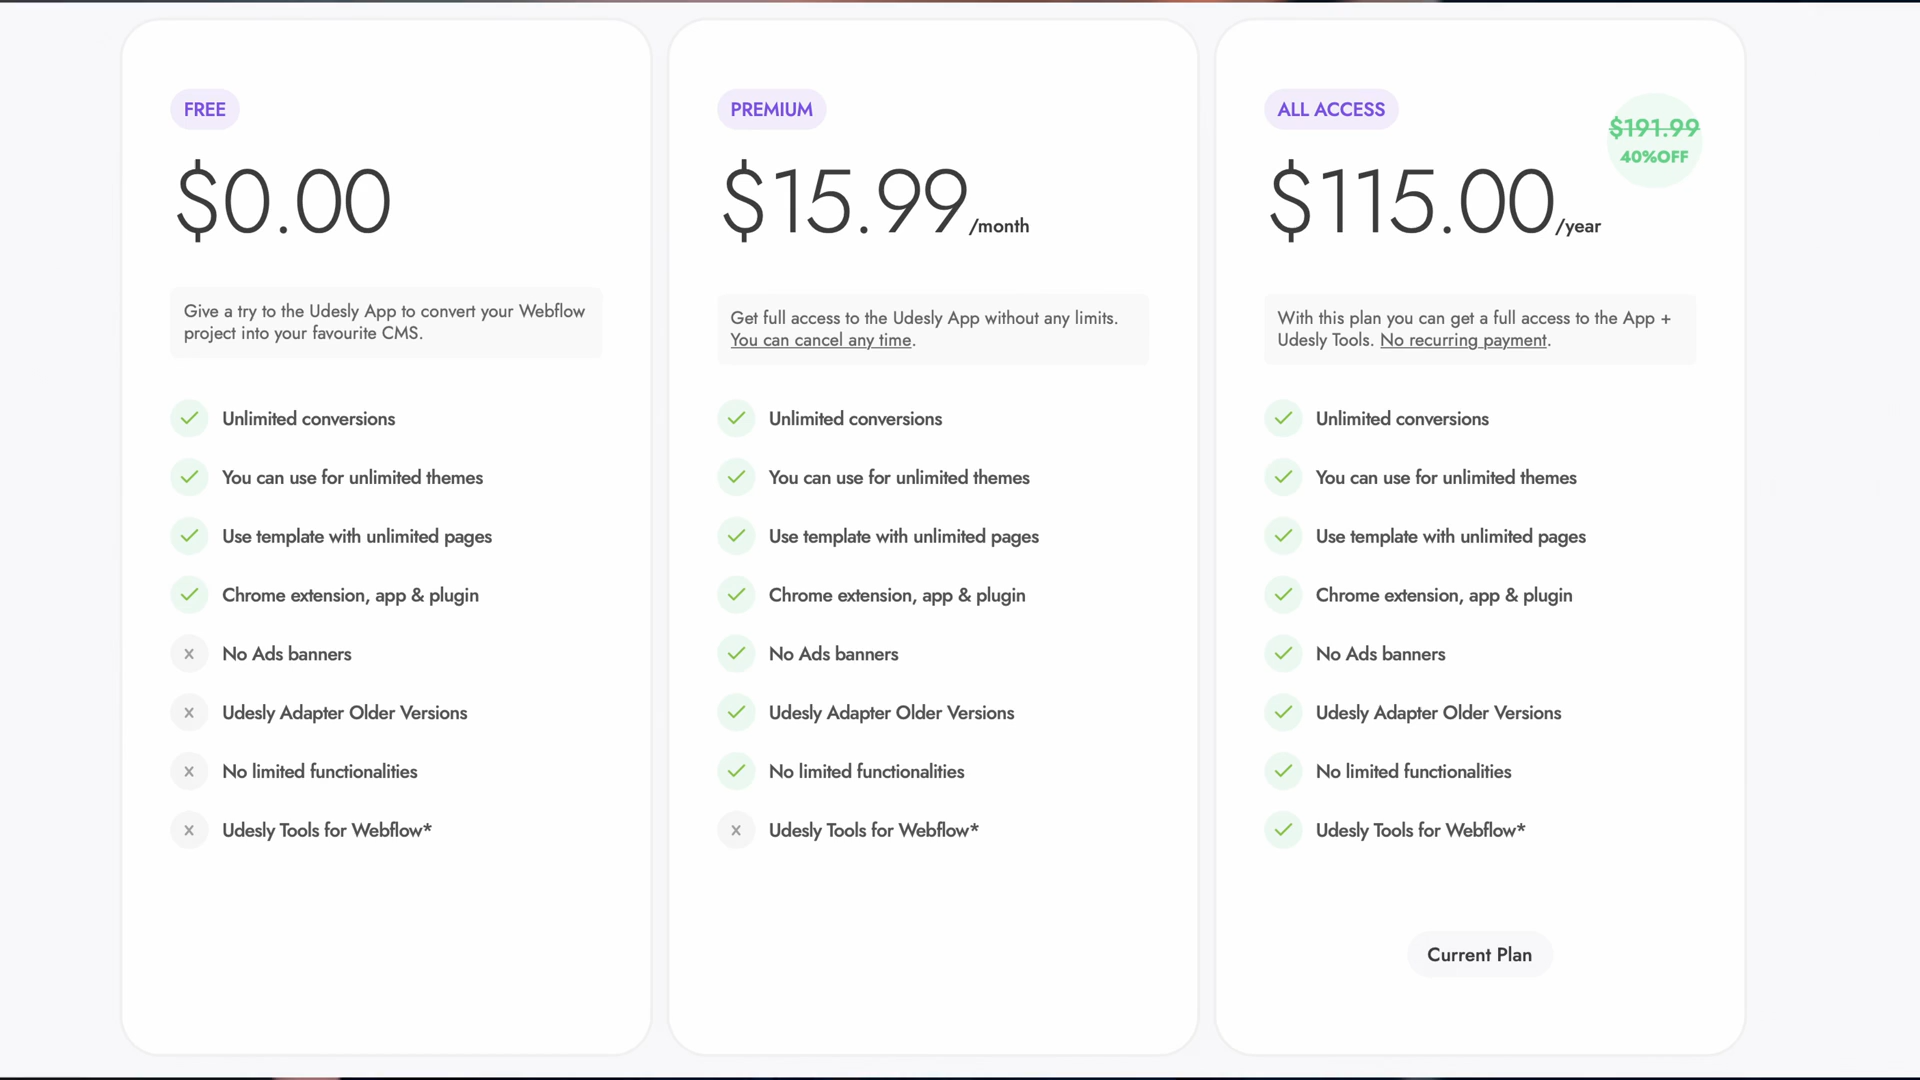 FREE
$0.00
Give a try to the Udesly App to convert your Webflow
project into your favourite CMS.
Unlimited conversions
You can use for unlimited themes
Use template with unlimited pages
Chrome extension, app & plugin
No Ads banners
Udesly Adapter Older Versions
No limited functionalities
Udesly Tools for Webflow*
PREMIUM
$15.99/month
Get full access to the Udesly App without any limits.
You can cancel any time.
Unlimited conversions
You can use for unlimited themes
Use template with unlimited pages
Chrome extension, app & plugin
No Ads banners
Udesly Adapter Older Versions
No limited functionalities
Udesly Tools for Webflow*
ALL ACCESS
$191.99
40%OFF
$115.00/year
With this plan you can get a full access to the App +
Udesly Tools. No recurring payment.
Unlimited conversions
You can use for unlimited themes
Use template with unlimited pages
Chrome extension, app & plugin
No Ads banners
Udesly Adapter Older Versions
No limited functionalities
Udesly Tools for Webflow*
Current Plan